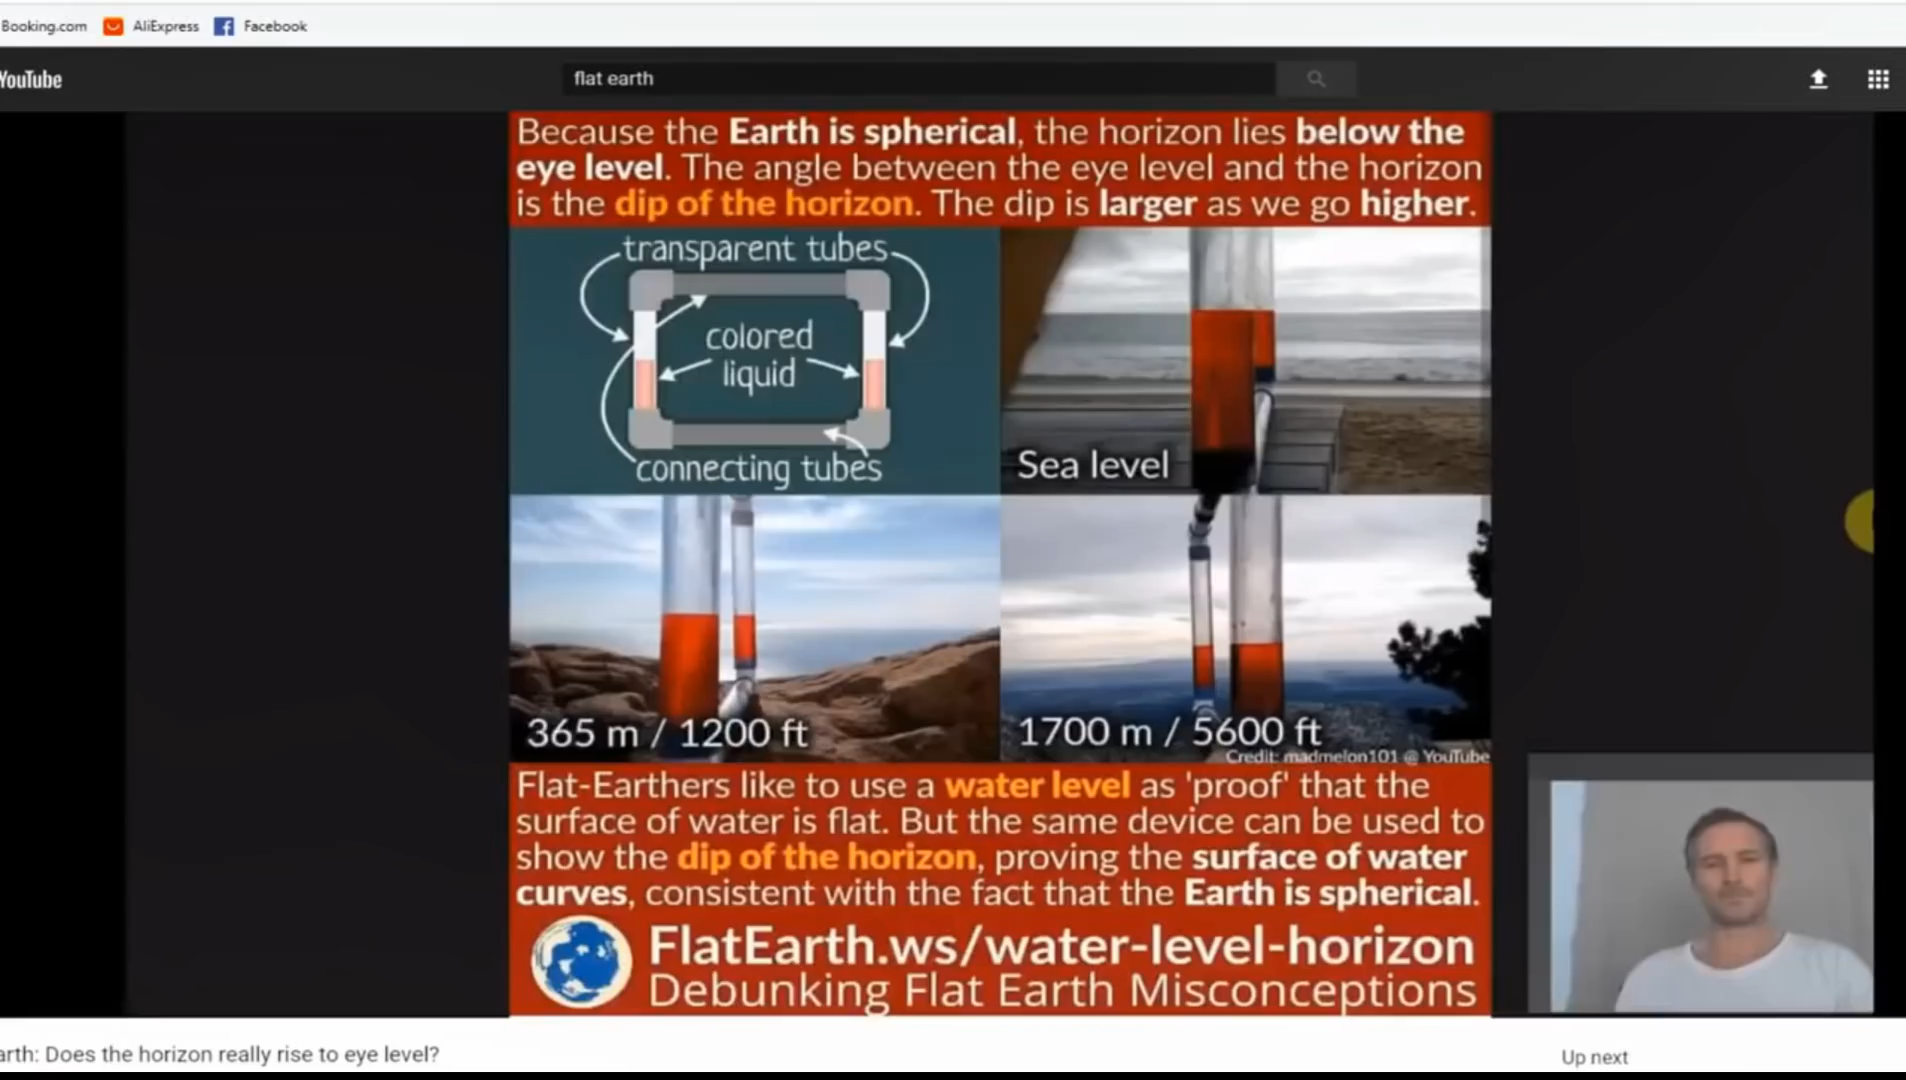 Booking.com AliExpress Facebook
YouTube
flat earth
Because the Earth is spherical, the horizon lies below the
eye level. The angle between the eye level and the horizon
is the dip of the horizon. The dip is larger as we go higher.
transparent tubes
colored
liquid
connecting tubes
Sea level
365 m / 1200 ft
1700 m / 5600 ft
Credit: madmelon101 @ YouTube
Flat-Earthers like to use a water level as 'proof' that the
surface of water is flat. But the same device can be used to
show the dip of the horizon, proving the surface of water
curves, consistent with the fact that the Earth is spherical.
FlatEarth.ws/water-level-horizon
Debunking Flat Earth Misconceptions
arth: Does the horizon really rise to eye level?
Up next